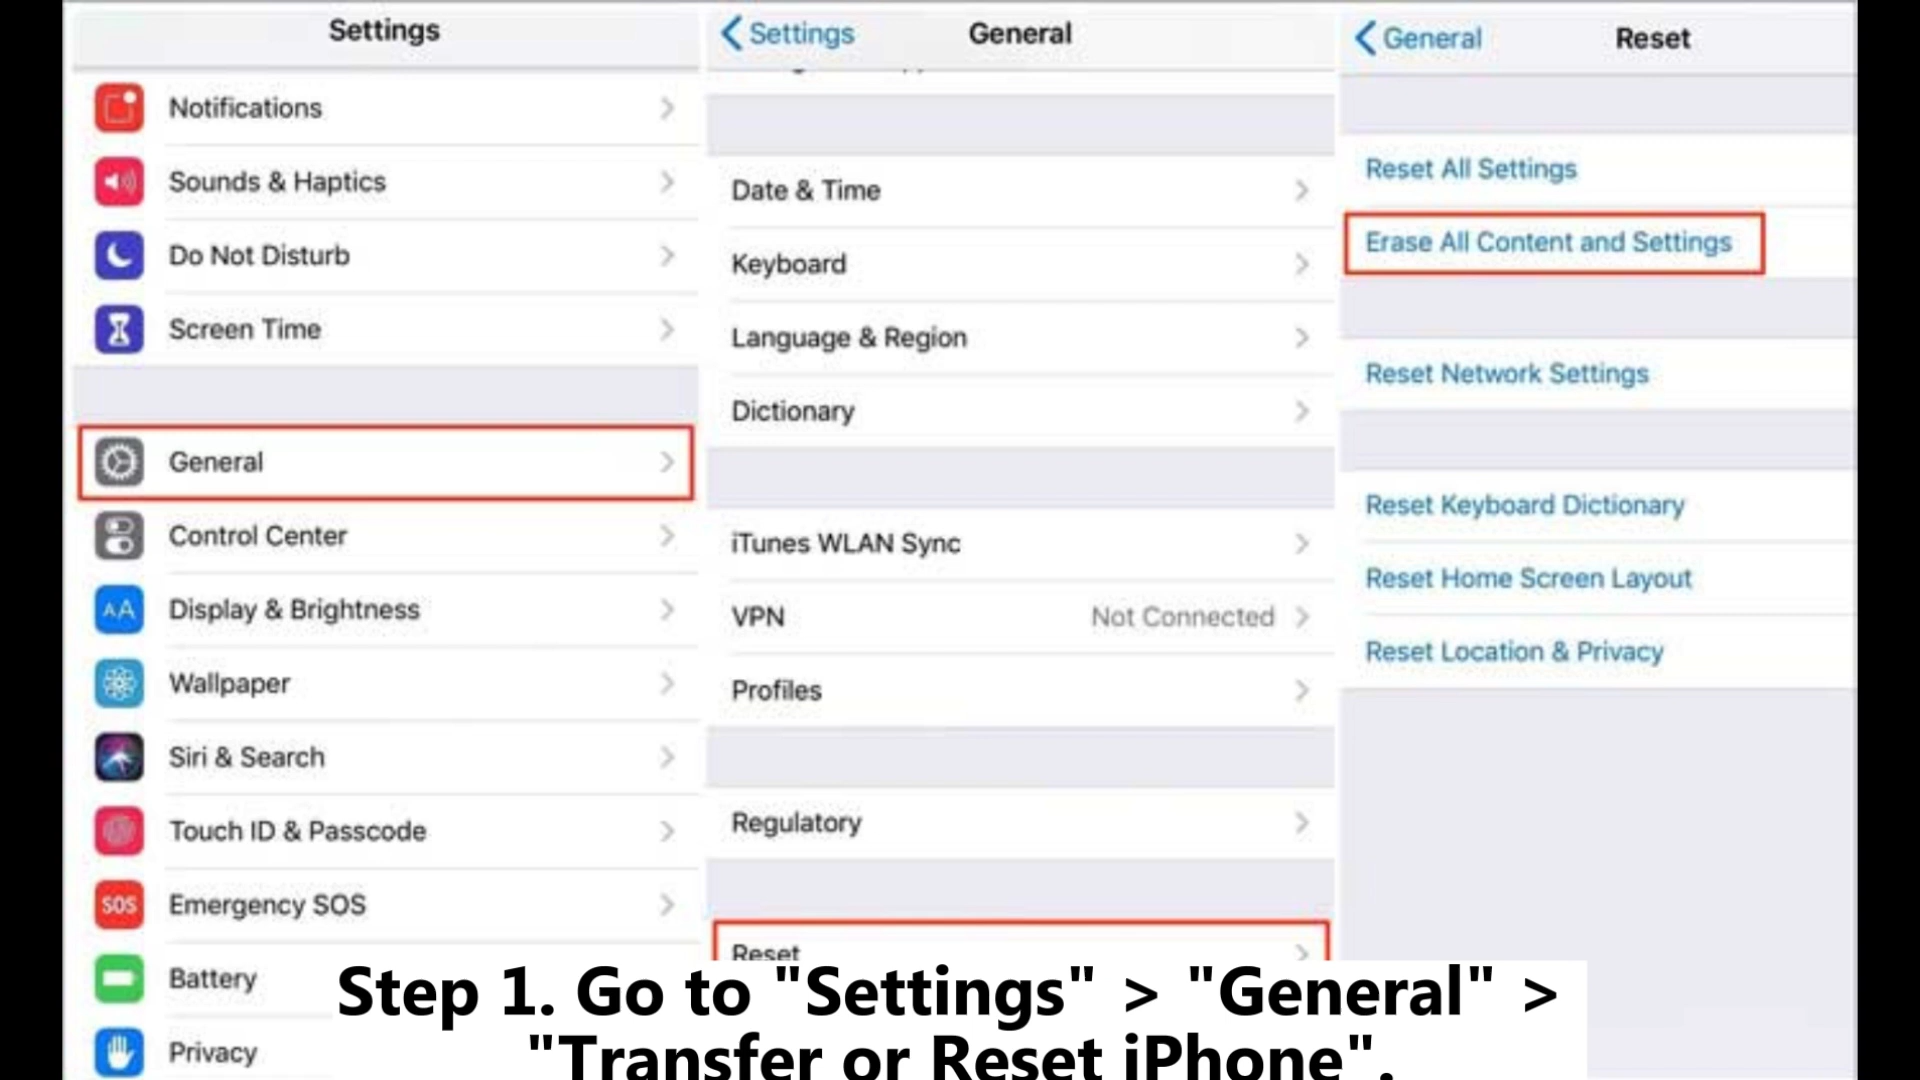 Settings
Notifications
Sounds & Haptics
Do Not Disturb
Screen Time
General
Control Center
AA
Display & Brightness
Wallpaper
Siri & Search
Touch ID & Passcode
SOS
Emergency SOS
Battery
Privacy
Settings
General
Date & Time
Keyboard
Language & Region
Dictionary
iTunes WLAN Sync
VPN Not Connected
Profiles
Regulatory
Reset
General
Reset
Reset All Settings
Erase All Content and Settings
Reset Network Settings
Reset Keyboard Dictionary
Reset Home Screen Layout
Reset Location & Privacy
Step 1. Go to "Settings" > "General" >
"Transfer or Reset iPhone".